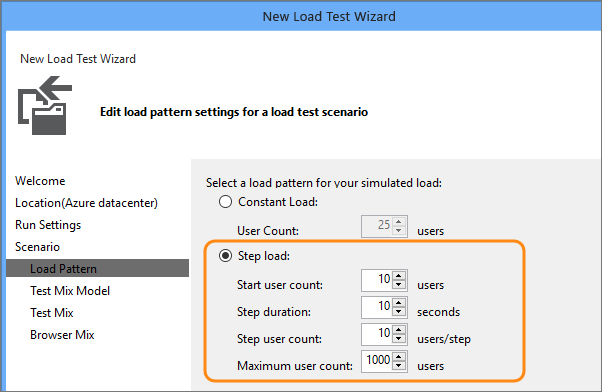 New Load Test Wizard
New Load Test Wizard
Edit load pattern settings for a load test scenario
Welcome
Location(Azure datacenter)
Run Settings
Scenario
Load Pattern
Test Mix Model
Test Mix
Browser Mix
Select a load pattern for your simulated load:
Constant Load:
User Count: 25 users
Step load:
Start user count: 10 users
Step duration: 10 seconds
Step user count: 10 users/step
Maximum user count: 1000 users